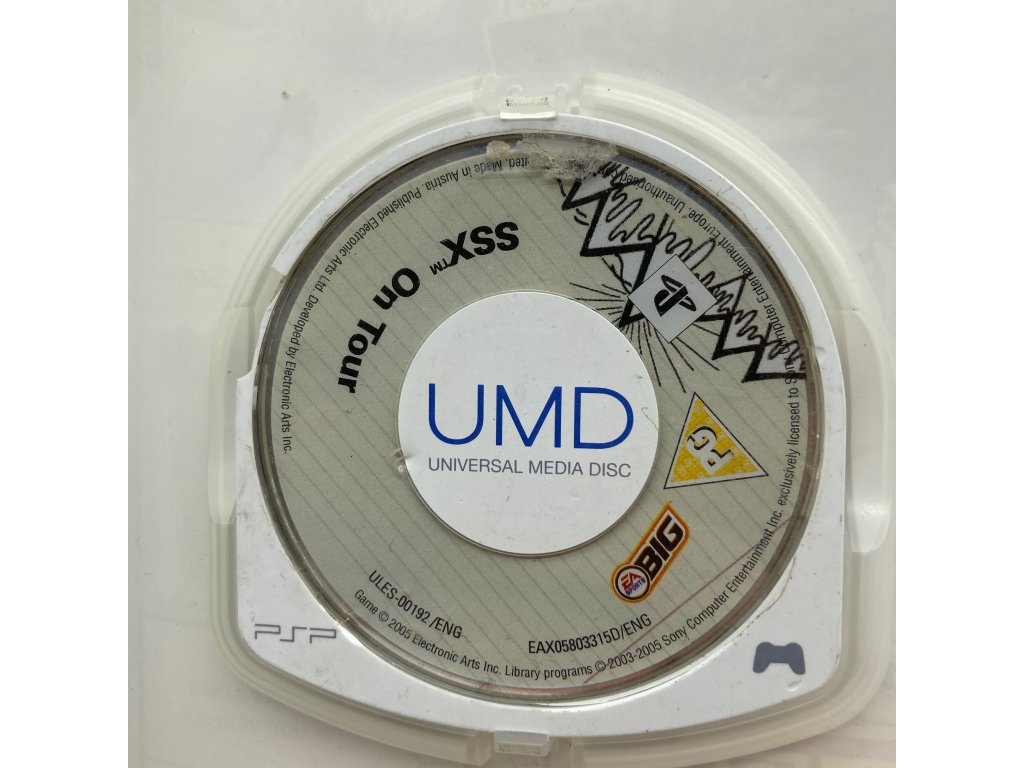 SSX™ On Tour
UMD
UNIVERSAL MEDIA DISC
PG
EA SPORTS BIG
ULES-00192 /ENG
EAX05803315D/ENG
Game © 2005 Electronic Arts Inc. Library programs © 2003-2005 Sony Computer Entertainment Inc. exclusively licensed to Sony Computer Entertainment Europe. Unauthorised
Made in Austria. Published Electronic Arts Ltd. Developed by Electronic Arts Inc.
PSP